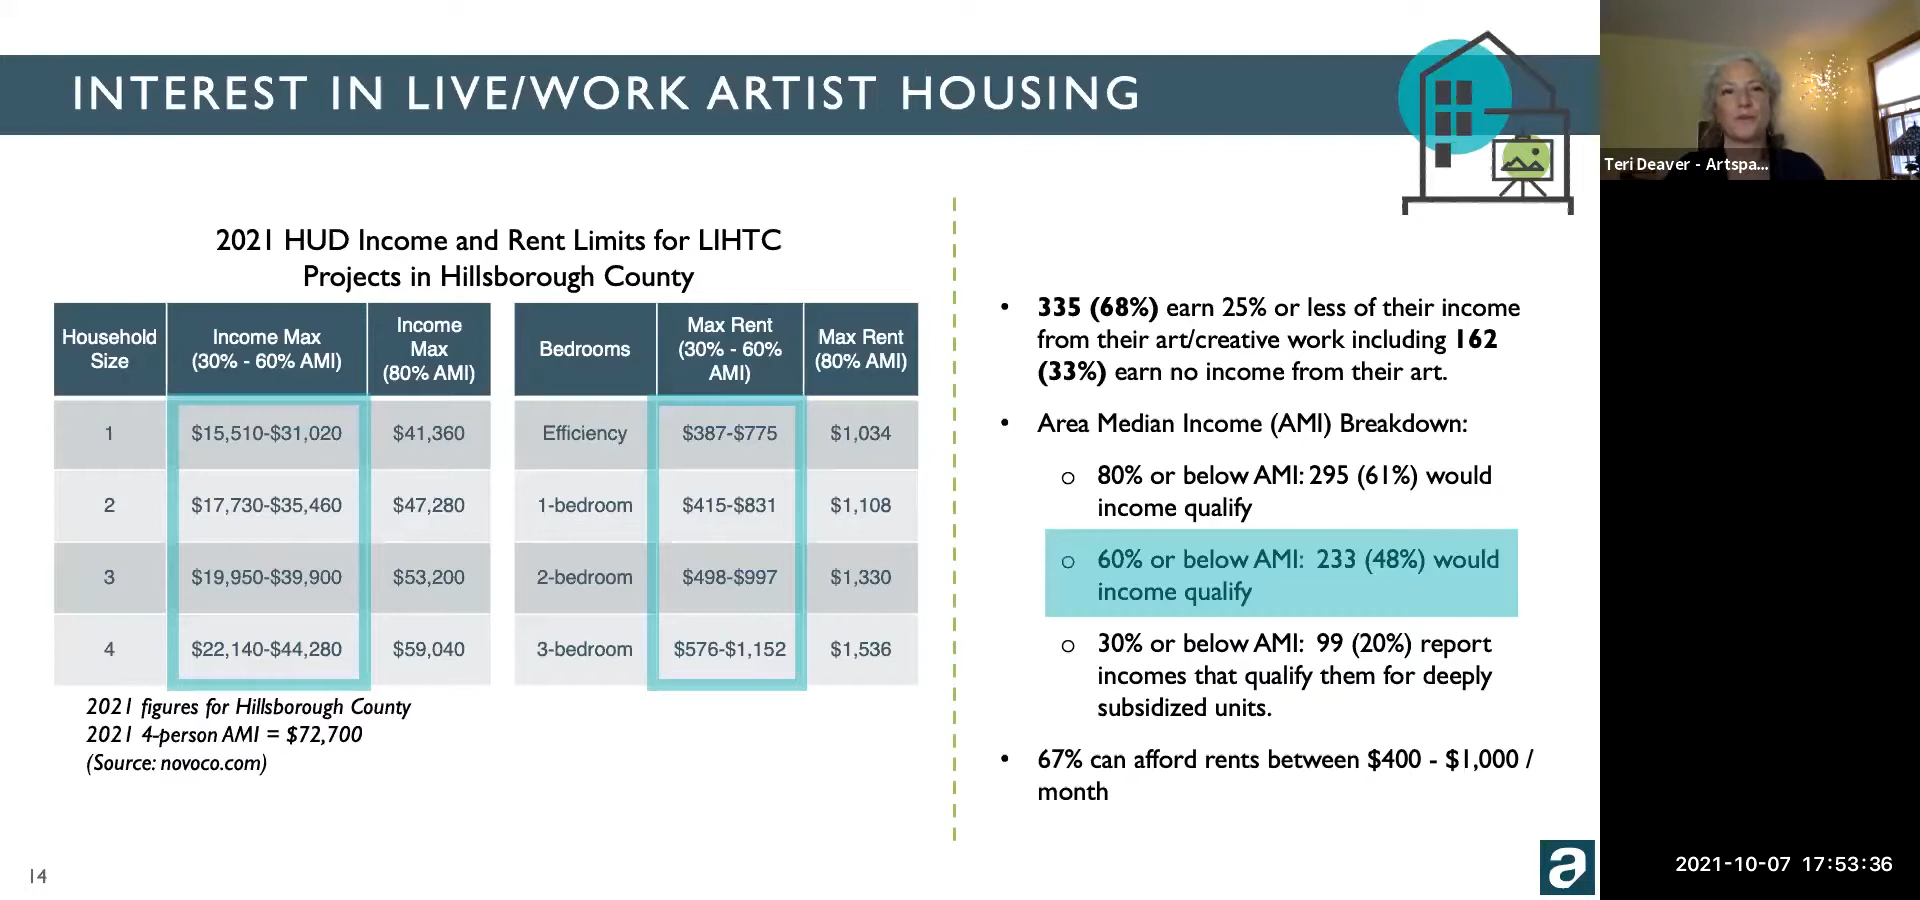 INTEREST IN LIVE/WORK ARTIST HOUSING
Teri Deaver - Artspa...
2021 HUD Income and Rent Limits for LIHTC
Projects in Hillsborough County
Household Size Income Max (30% - 60% AMI) Income Max (80% AMI)
1 $15,510-$31,020 $41,360
2 $17,730-$35,460 $47,280
3 $19,950-$39,900 $53,200
4 $22,140-$44,280 $59,040
Bedrooms Max Rent (30% - 60% AMI) Max Rent (80% AMI)
Efficiency $387-$775 $1,034
1-bedroom $415-$831 $1,108
2-bedroom $498-$997 $1,330
3-bedroom $576-$1,152 $1,536
2021 figures for Hillsborough County
2021 4-person AMI = $72,700
(Source: novoco.com)
• 335 (68%) earn 25% or less of their income
from their art/creative work including 162
(33%) earn no income from their art.
• Area Median Income (AMI) Breakdown:
o 80% or below AMI: 295 (61%) would
income qualify
o 60% or below AMI: 233 (48%) would
income qualify
o 30% or below AMI: 99 (20%) report
incomes that qualify them for deeply
subsidized units.
• 67% can afford rents between $400 - $1,000 /
month
14
a
2021-10-07 17:53:36